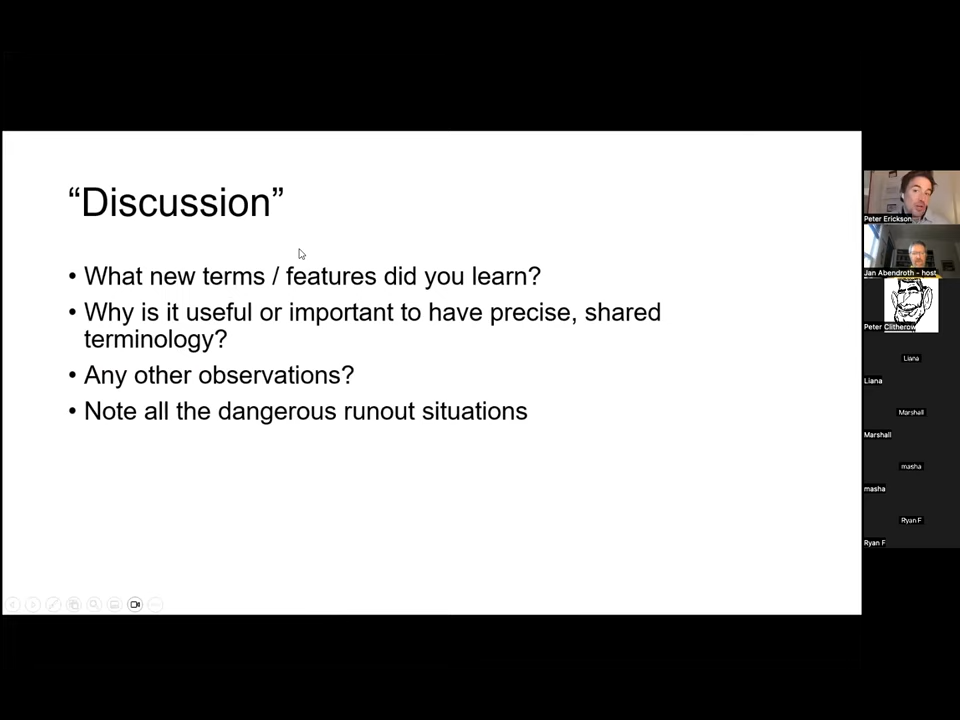 “Discussion”
• What new terms / features did you learn?
• Why is it useful or important to have precise, shared
terminology?
• Any other observations?
• Note all the dangerous runout situations
Peter Erickson
Jan Abendroth - host
Peter Clitherow
Liana
Liana
Marshall
Marshall
masha
masha
Ryan F
Ryan F